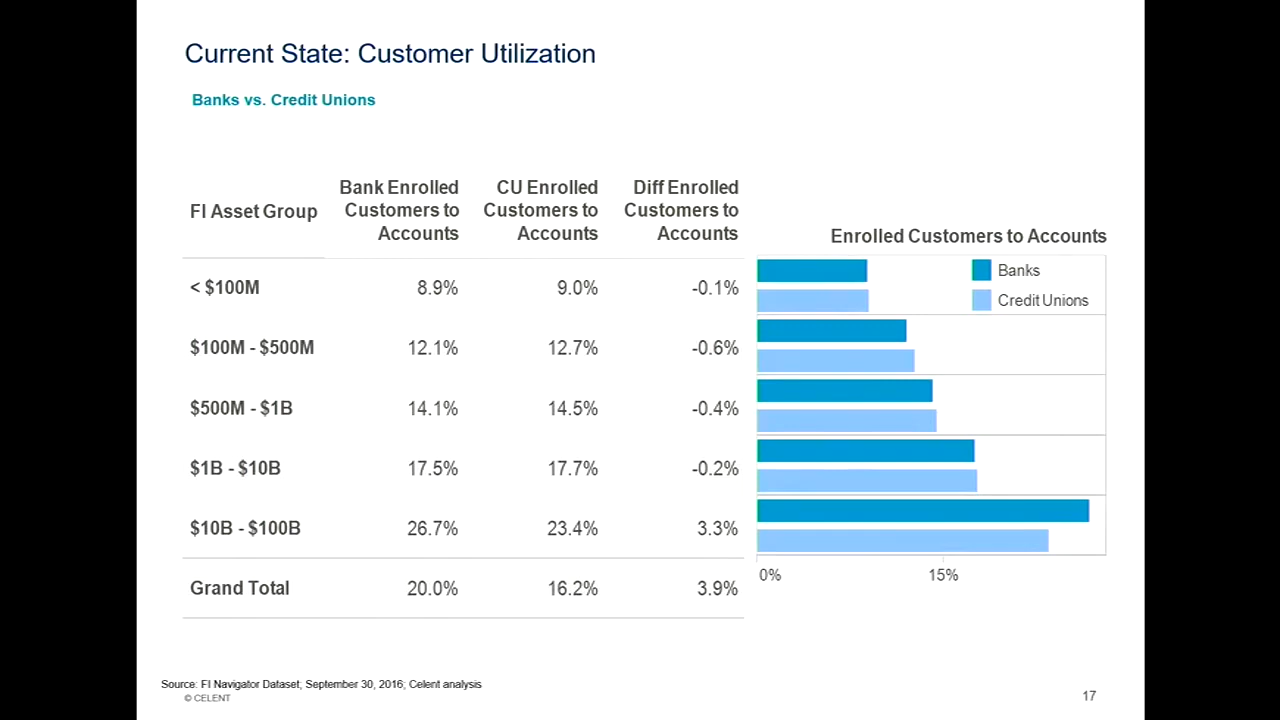 Current State: Customer Utilization
Banks vs. Credit Unions
FI Asset Group
Bank Enrolled
Customers to
Accounts
CU Enrolled
Customers to
Accounts
Diff Enrolled
Customers to
Accounts
< $100M 8.9% 9.0% -0.1%
$100M - $500M 12.1% 12.7% -0.6%
$500M - $1B 14.1% 14.5% -0.4%
$1B - $10B 17.5% 17.7% -0.2%
$10B - $100B 26.7% 23.4% 3.3%
Grand Total 20.0% 16.2% 3.9%
Enrolled Customers to Accounts
Banks
Credit Unions
0% 15%
Source: FI Navigator Dataset, September 30, 2016; Celent analysis
© CELENT
17